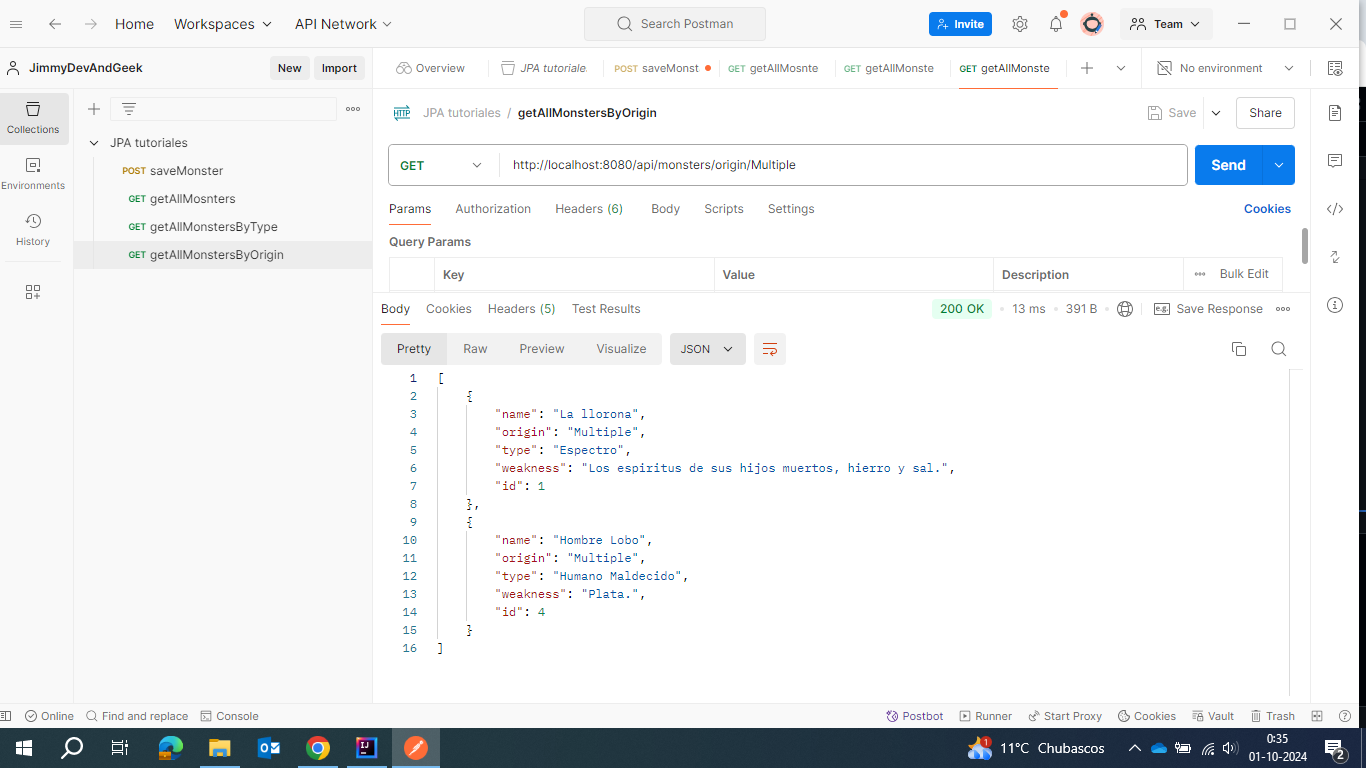 Home Workspaces API Network Search Postman Invite Team
JimmyDevAndGeek New Import Overview JPA tutoriale POST saveMonst GET getAllMosnte GET getAllMonste GET getAllMonste No environment
Collections
Environments
History
JPA tutoriales
POST saveMonster
GET getAllMosnters
GET getAllMonstersByType
GET getAllMonstersByOrigin
HTTP JPA tutoriales / getAllMonstersByOrigin Save Share
GET http://localhost:8080/api/monsters/origin/Multiple Send
Params Authorization Headers (6) Body Scripts Settings Cookies
Query Params
Key Value Description Bulk Edit
Body Cookies Headers (5) Test Results 200 OK 13 ms 391 B e.g. Save Response
Pretty Raw Preview Visualize JSON
1 [
2 {
3 "name": "La llorona",
4 "origin": "Multiple",
5 "type": "Espectro",
6 "weakness": "Los espiritus de sus hijos muertos, hierro y sal.",
7 "id": 1
8 },
9 {
10 "name": "Hombre Lobo",
11 "origin": "Multiple",
12 "type": "Humano Maldecido",
13 "weakness": "Plata.",
14 "id": 4
15 }
16 ]
Online Find and replace Console Postbot Runner Start Proxy Cookies Vault Trash
1 11°C Chubascos 0:35
01-10-2024 2